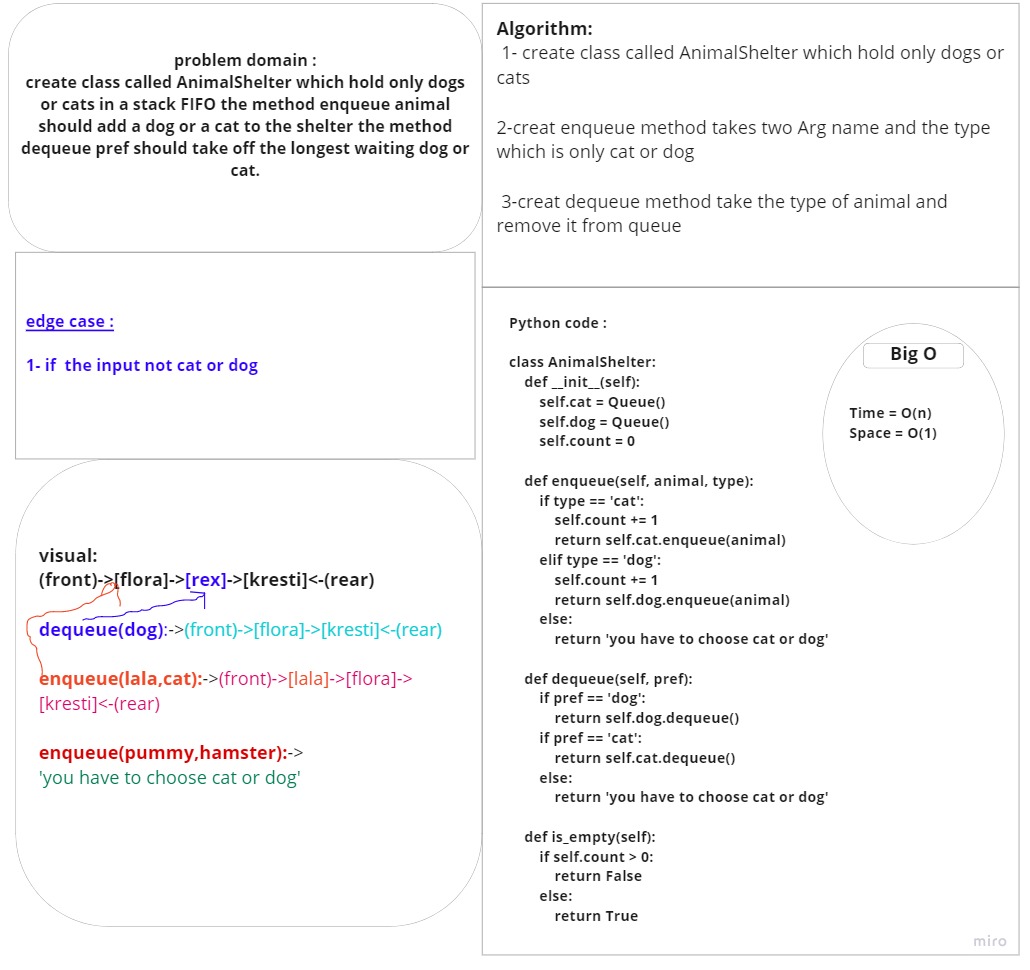 problem domain :
create class called AnimalShelter which hold only dogs
or cats in a stack FIFO the method enqueue animal
should add a dog or a cat to the shelter the method
dequeue pref should take off the longest waiting dog or
cat.
edge case :
1- if  the input not cat or dog
visual:
(front)->[flora]->[rex]->[kresti]<-(rear)
dequeue(dog):->(front)->[flora]->[kresti]<-(rear)
enqueue(lala,cat):->(front)->[lala]->[flora]->
[kresti]<-(rear)
enqueue(pummy,hamster):->
'you have to choose cat or dog'
Algorithm:
1- create class called AnimalShelter which hold only dogs or
cats
2-creat enqueue method takes two Arg name and the type
which is only cat or dog
3-creat dequeue method take the type of animal and
remove it from queue
Python code :
class AnimalShelter:
    def __init__(self):
        self.cat = Queue()
        self.dog = Queue()
        self.count = 0
    def enqueue(self, animal, type):
        if type == 'cat':
            self.count += 1
            return self.cat.enqueue(animal)
        elif type == 'dog':
            self.count += 1
            return self.dog.enqueue(animal)
        else:
            return 'you have to choose cat or dog'
    def dequeue(self, pref):
        if pref == 'dog':
            return self.dog.dequeue()
        if pref == 'cat':
            return self.cat.dequeue()
        else:
            return 'you have to choose cat or dog'
    def is_empty(self):
        if self.count > 0:
            return False
        else:
            return True
Big O
Time = O(n)
Space = O(1)
miro